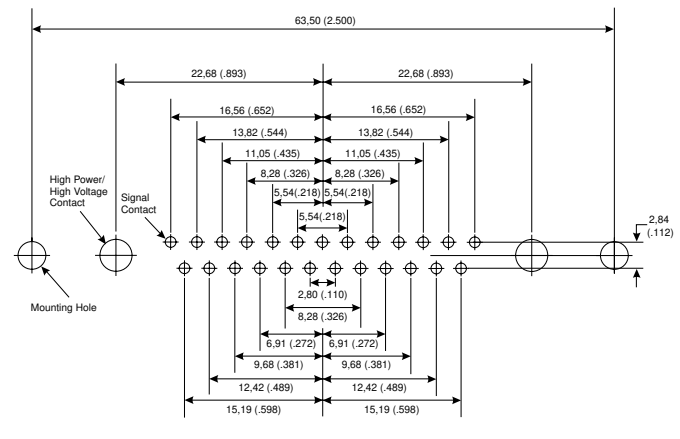 63,50 (2.500)
22,68 (.893) 22,68 (.893)
16,56 (.652) 16,56 (.652)
13,82 (.544) 13,82 (.544)
11,05 (.435) 11,05 (.435)
8,28 (.326) 8,28 (.326)
5,54(.218) 5,54(.218)
5,54(.218)
High Power/
High Voltage
Contact
Signal
Contact
2,84
(.112)
Mounting Hole
2,80 (.110)
8,28 (.326)
6,91 (.272) 6,91 (.272)
9,68 (.381) 9,68 (.381)
12,42 (.489) 12,42 (.489)
15,19 (.598) 15,19 (.598)